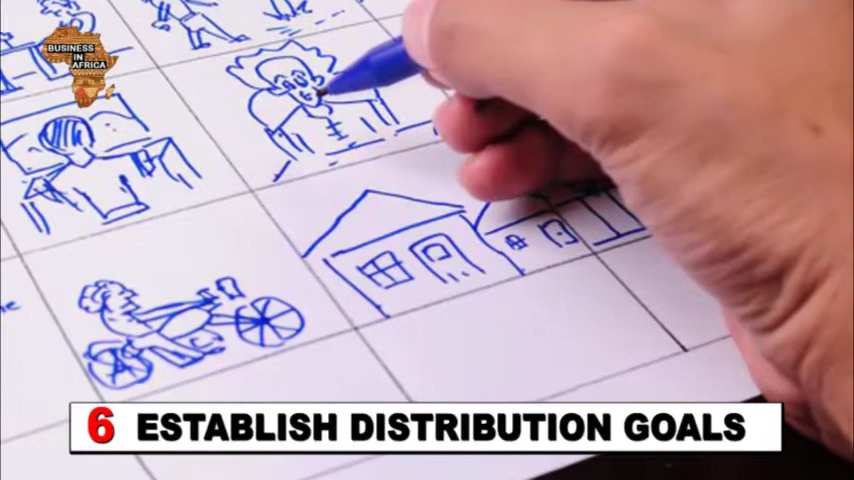 BUSINESS
IN
AFRICA
6 ESTABLISH DISTRIBUTION GOALS